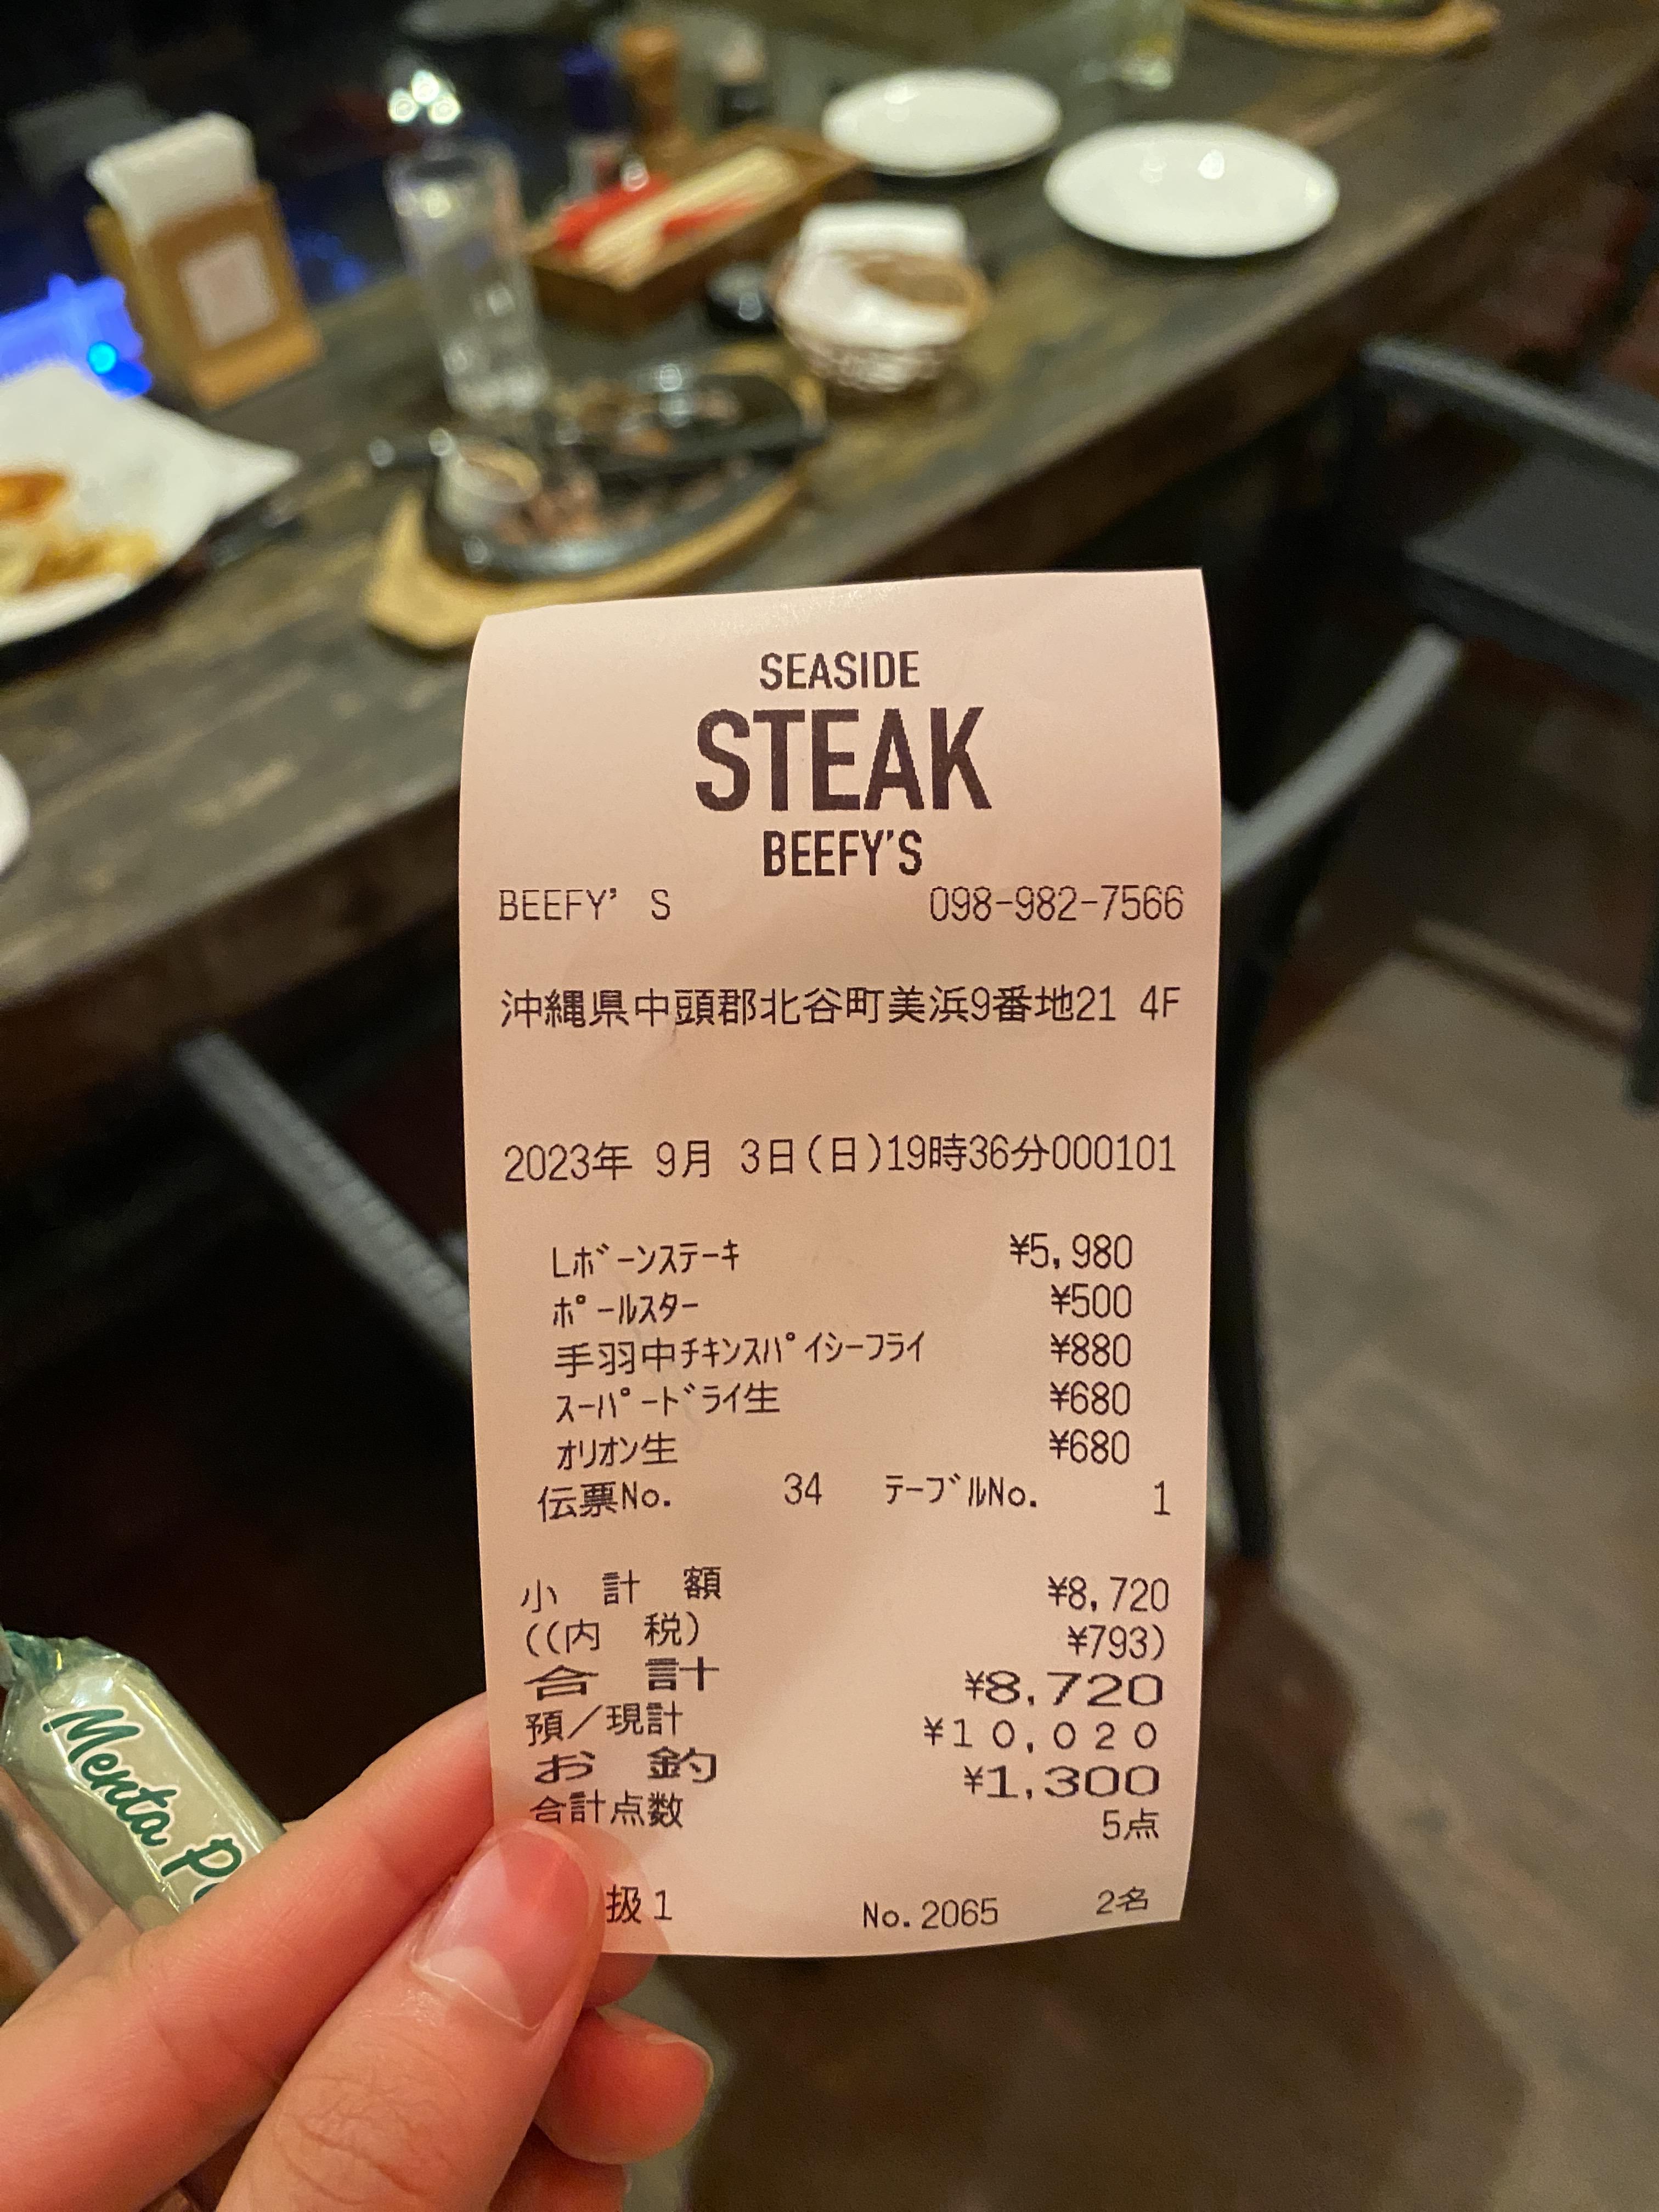 SEASIDE
STEAK
BEEFY'S
BEEFY' S 098-982-7566
沖縄県中頭郡北谷町美浜9番地21 4F
2023年 9月 3日(日)19時36分000101
Lﾎﾞｰﾝｽﾃｰｷ ¥5,980
ﾎﾟｰﾙｽﾀｰ ¥500
手羽中ﾁｷﾝｽﾊﾟｲｼｰﾌﾗｲ ¥880
ｽｰﾊﾟｰﾄﾞﾗｲ生 ¥680
ｵﾘｵﾝ生 ¥680
伝票No. 34 ﾃｰﾌﾞﾙNo. 1
小 計 額 ¥8,720
((内 税) ¥793)
合 計 ¥8,720
預／現計 ¥10,020
お 釣 ¥1,300
合計点数 5点
扱1 No.2065 2名
Mento